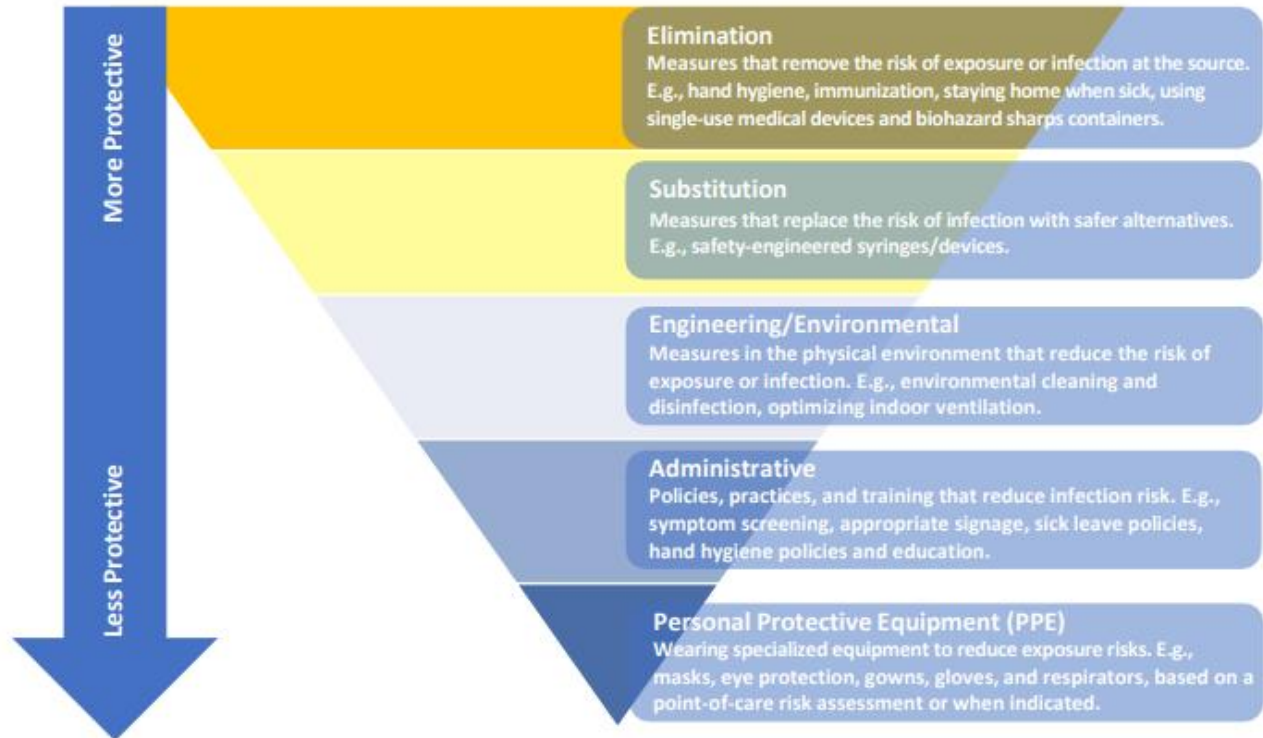 More Protective
Less Protective
Elimination
Measures that remove the risk of exposure or infection at the source.
E.g., hand hygiene, immunization, staying home when sick, using
single-use medical devices and biohazard sharps containers.
Substitution
Measures that replace the risk of infection with safer alternatives.
E.g., safety-engineered syringes/devices.
Engineering/Environmental
Measures in the physical environment that reduce the risk of
exposure or infection. E.g., environmental cleaning and
disinfection, optimizing indoor ventilation.
Administrative
Policies, practices, and training that reduce infection risk. E.g.,
symptom screening, appropriate signage, sick leave policies,
hand hygiene policies and education.
Personal Protective Equipment (PPE)
Wearing specialized equipment to reduce exposure risks. E.g.,
masks, eye protection, gowns, gloves, and respirators, based on a
point-of-care risk assessment or when indicated.